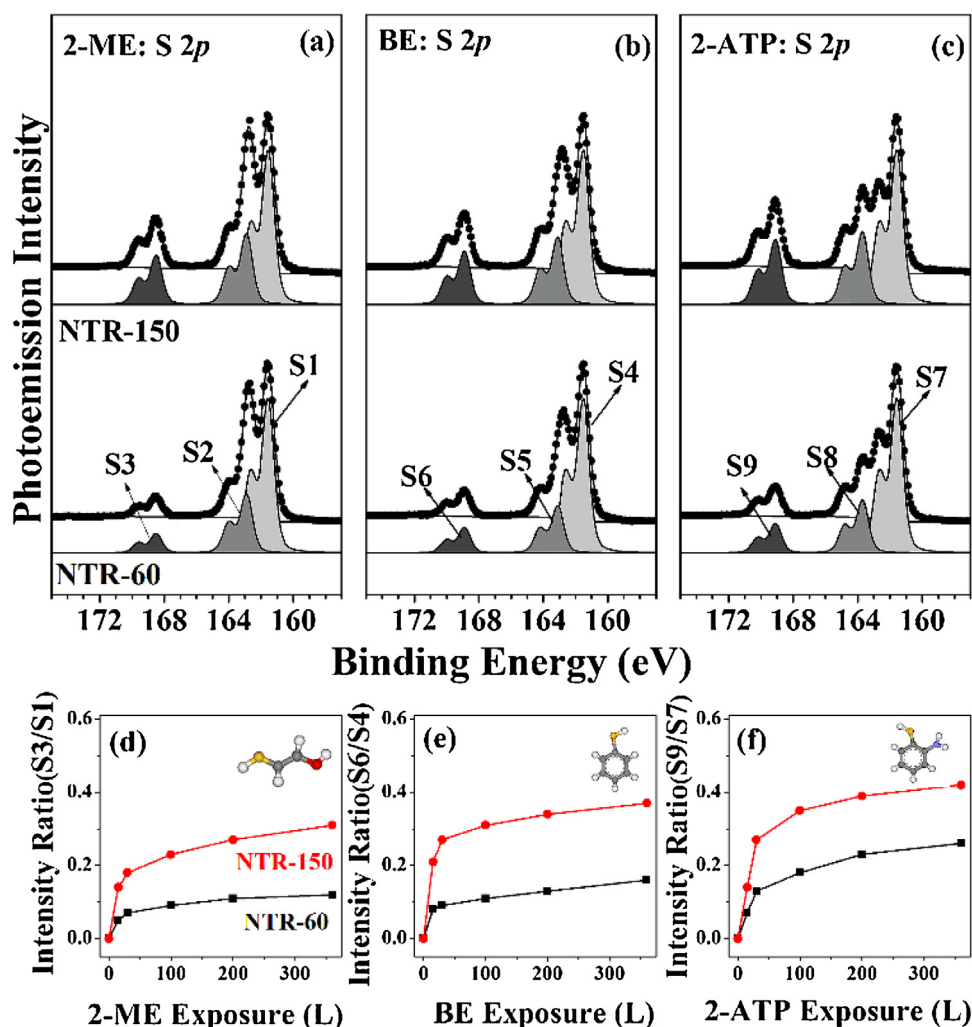 2-ME: S 2p (a)
BE: S 2p (b)
2-ATP: S 2p (c)
Photoemission Intensity
NTR-150
S1
S2
S3
S4
S5
S6
S7
S8
S9
NTR-60
172 168 164 160
172 168 164 160
172 168 164 160
Binding Energy (eV)
Intensity Ratio(S3/S1)
0.6
0.4
0.2
0.0
(d)
NTR-150
NTR-60
0 100 200 300
2-ME Exposure (L)
Intensity Ratio(S6/S4)
0.6
0.4
0.2
0.0
(e)
0 100 200 300
BE Exposure (L)
Intensity Ratio(S9/S7)
0.6
0.4
0.2
0.0
(f)
0 100 200 300
2-ATP Exposure (L)